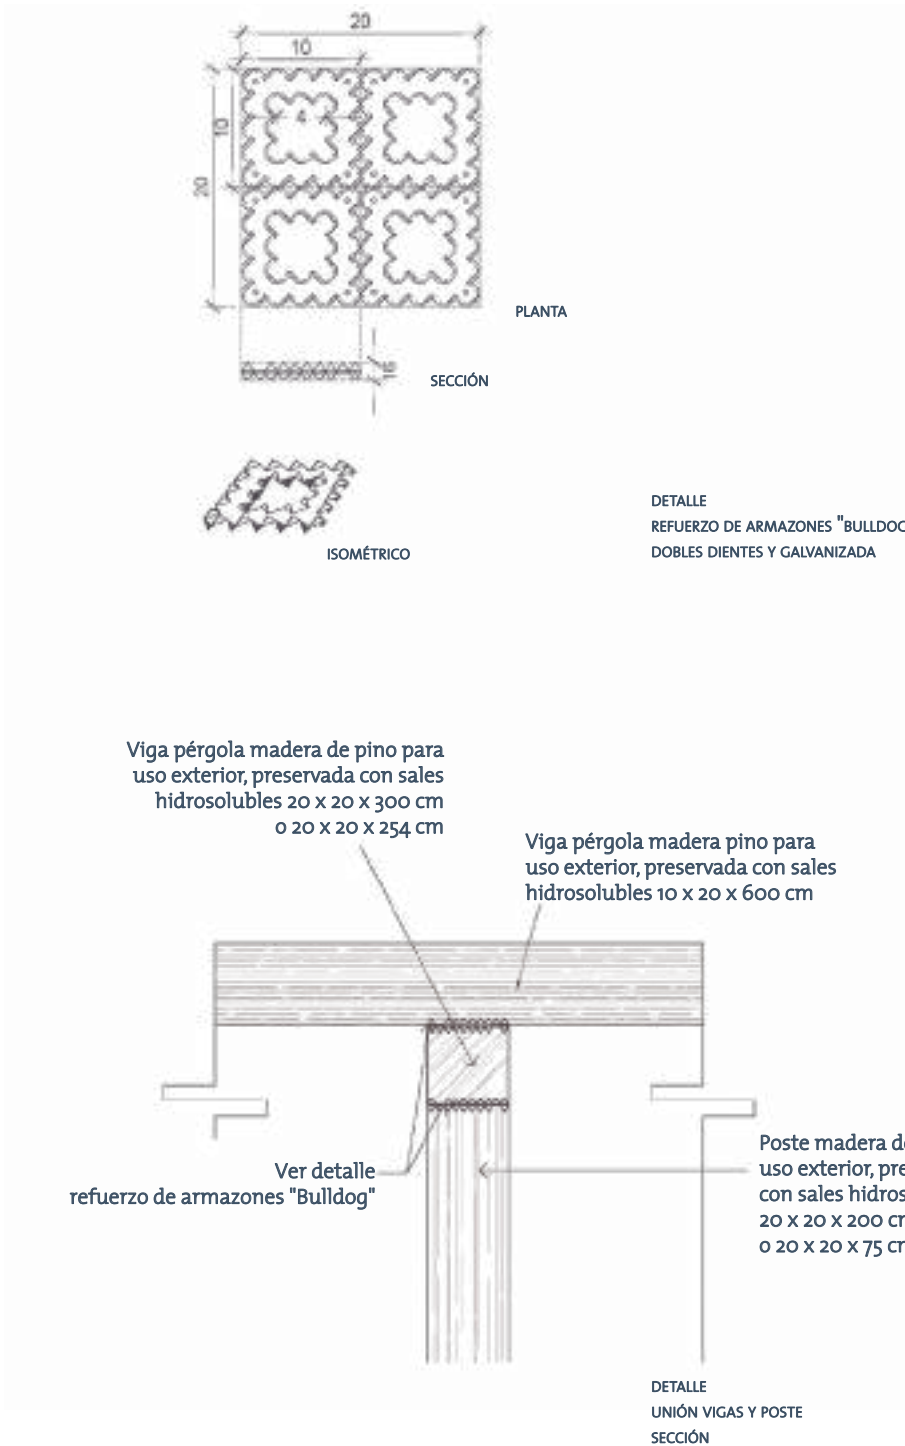 20
10
10
4
20
PLANTA
16
SECCIÓN
ISOMÉTRICO
DETALLE
REFUERZO DE ARMAZONES "BULLDOG
DOBLES DIENTES Y GALVANIZADA
Viga pérgola madera de pino para
uso exterior, preservada con sales
hidrosolubles 20 x 20 x 300 cm
o 20 x 20 x 254 cm
Viga pérgola madera pino para
uso exterior, preservada con sales
hidrosolubles 10 x 20 x 600 cm
Ver detalle
refuerzo de armazones "Bulldog"
Poste madera de
uso exterior, pre
con sales hidros
20 x 20 x 200 cm
o 20 x 20 x 75 cm
DETALLE
UNIÓN VIGAS Y POSTE
SECCIÓN